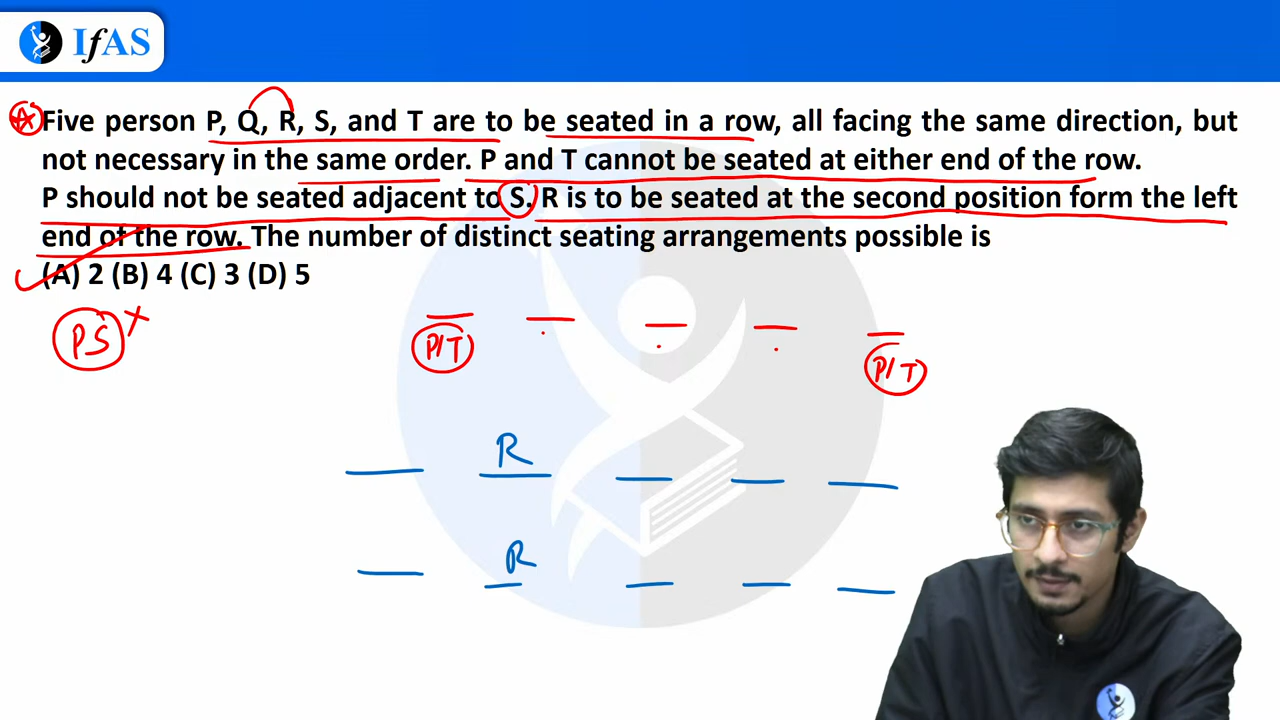 IfAS
Five person P, Q, R, S, and T are to be seated in a row, all facing the same direction, but
not necessary in the same order. P and T cannot be seated at either end of the row.
P should not be seated adjacent to S. R is to be seated at the second position form the left
end of the row. The number of distinct seating arrangements possible is
(A) 2 (B) 4 (C) 3 (D) 5
PS X
P/T P/T
R
R